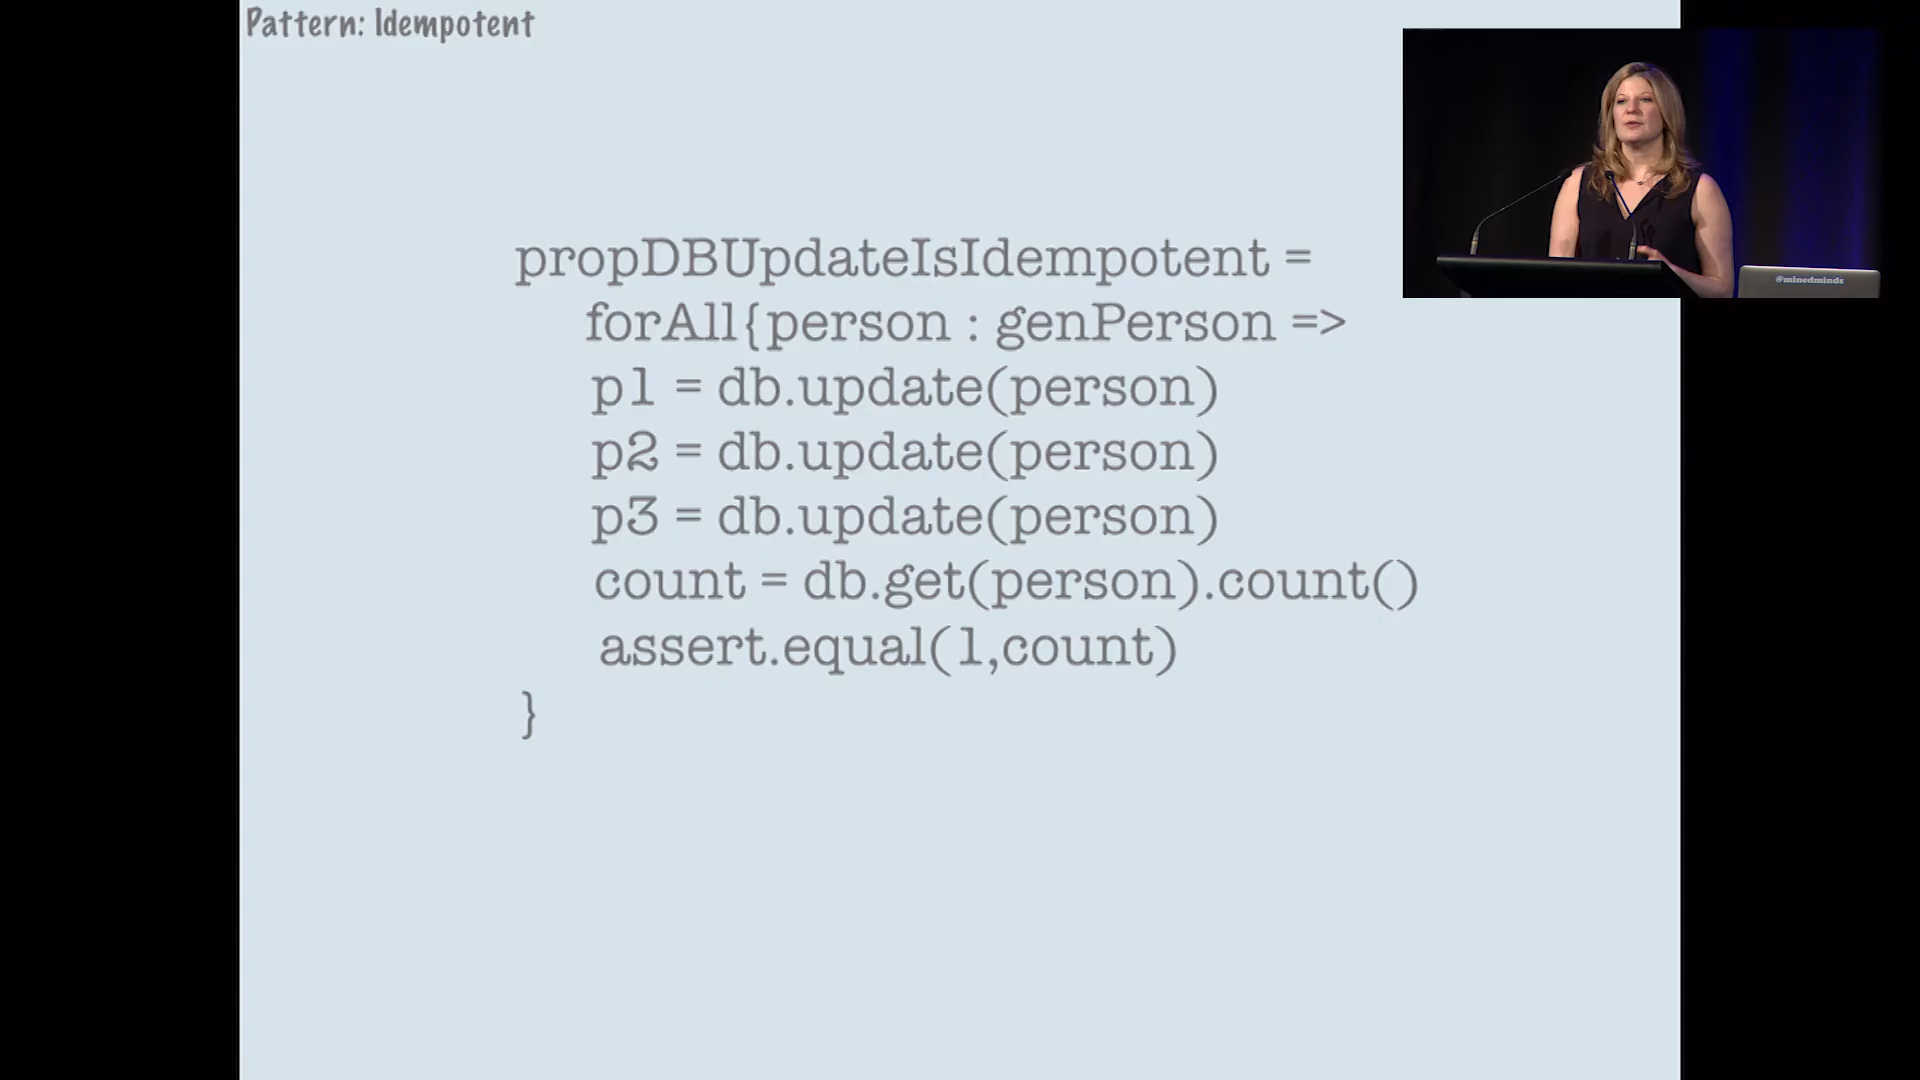 Pattern: Idempotent
propDBUpdateIsIdempotent =
forAll{person : genPerson =>
p1 = db.update(person)
p2 = db.update(person)
p3 = db.update(person)
count = db.get(person).count()
assert.equal(1,count)
}
@minedminds